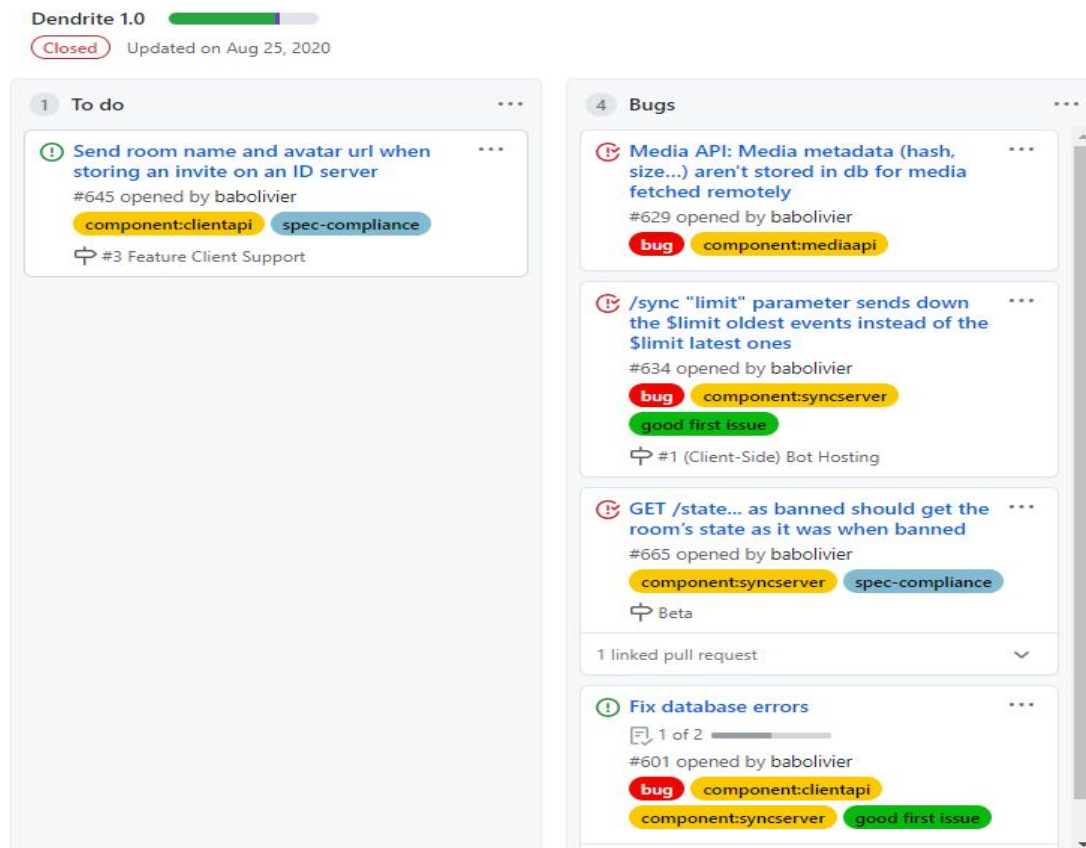 Dendrite 1.0
Closed Updated on Aug 25, 2020
1 To do
Send room name and avatar url when
storing an invite on an ID server
#645 opened by babolivier
component:clientapi spec-compliance
#3 Feature Client Support
4 Bugs
Media API: Media metadata (hash,
size...) aren't stored in db for media
fetched remotely
#629 opened by babolivier
bug component:mediaapi
/sync "limit" parameter sends down
the $limit oldest events instead of the
$limit latest ones
#634 opened by babolivier
bug component:syncserver
good first issue
#1 (Client-Side) Bot Hosting
GET /state... as banned should get the
room's state as it was when banned
#665 opened by babolivier
component:syncserver spec-compliance
Beta
1 linked pull request
Fix database errors
1 of 2
#601 opened by babolivier
bug component:clientapi
component:syncserver good first issue